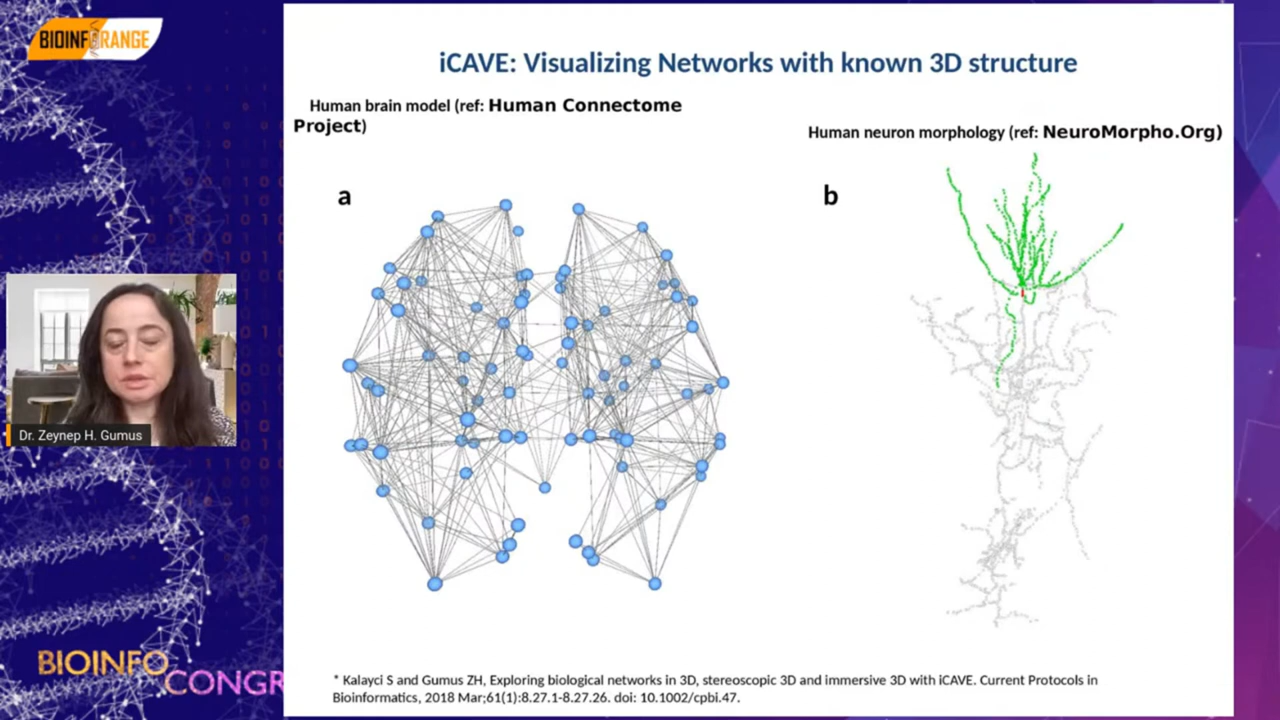 BIOINFORANGE
iCAVE: Visualizing Networks with known 3D structure
Human brain model (ref: Human Connectome
Project)
Human neuron morphology (ref: NeuroMorpho.Org)
a
b
Dr. Zeynep H. Gumus
BIOINFO
CONGR
* Kalayci S and Gumus ZH, Exploring biological networks in 3D, stereoscopic 3D and immersive 3D with iCAVE. Current Protocols in
Bioinformatics, 2018 Mar;61(1):8.27.1-8.27.26. doi: 10.1002/cpbi.47.